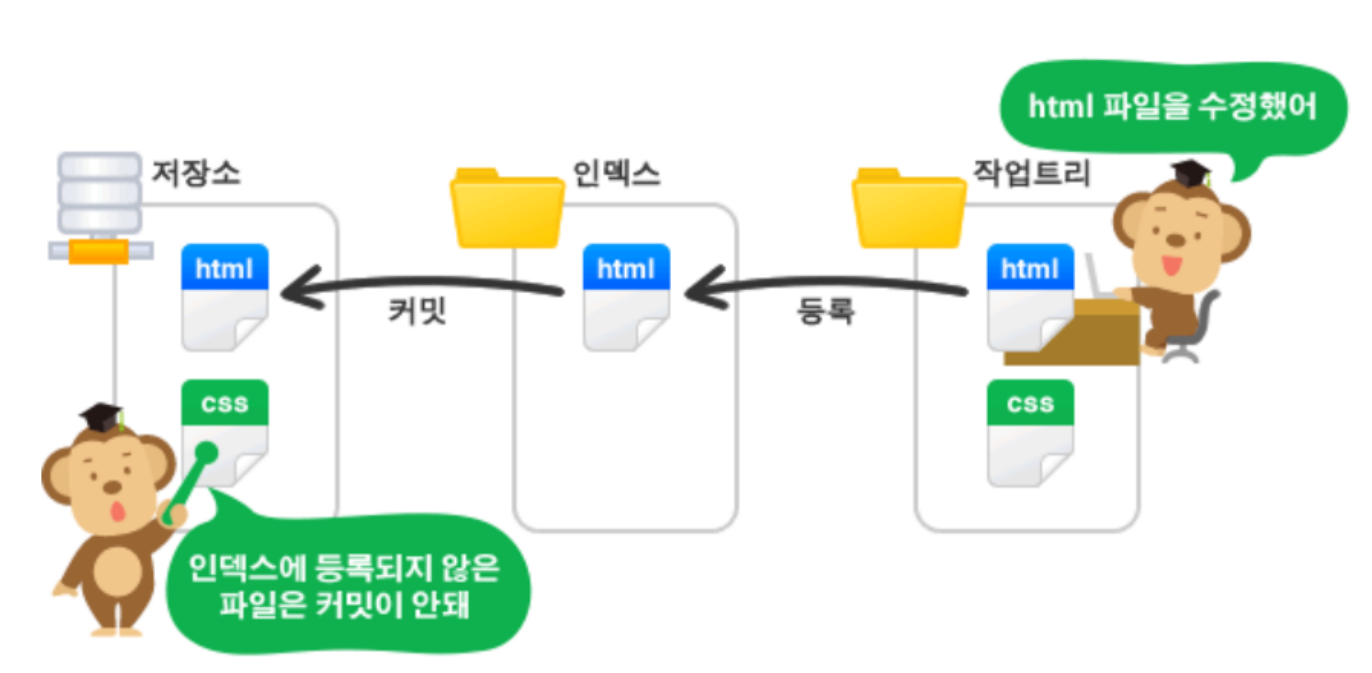 html 파일을 수정했어
저장소
인덱스
작업트리
html
html
html
커밋
등록
css
css
인덱스에 등록되지 않은
파일은 커밋이 안돼